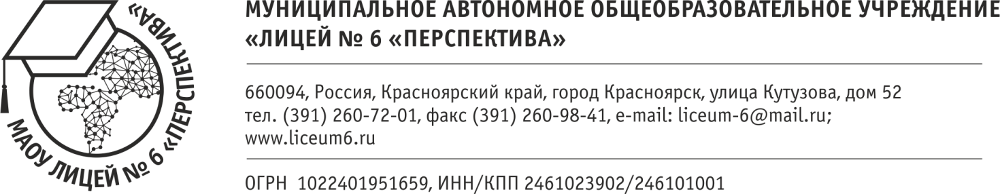 МУНИЦИПАЛЬНОЕ АВТОНОМНОЕ ОБЩЕОБРАЗОВАТЕЛЬНОЕ УЧРЕЖДЕНИЕ
«ЛИЦЕЙ № 6 «ПЕРСПЕКТИВА»
660094, Россия, Красноярский край, город Красноярск, улица Кутузова, дом 52
тел. (391) 260-72-01, факс (391) 260-98-41, e-mail: liceum-6@mail.ru;
www.liceum6.ru
ОГРН 1022401951659, ИНН/КПП 2461023902/246101001
МАОУ ЛИЦЕЙ № 6 «ПЕРСПЕКТИВА»